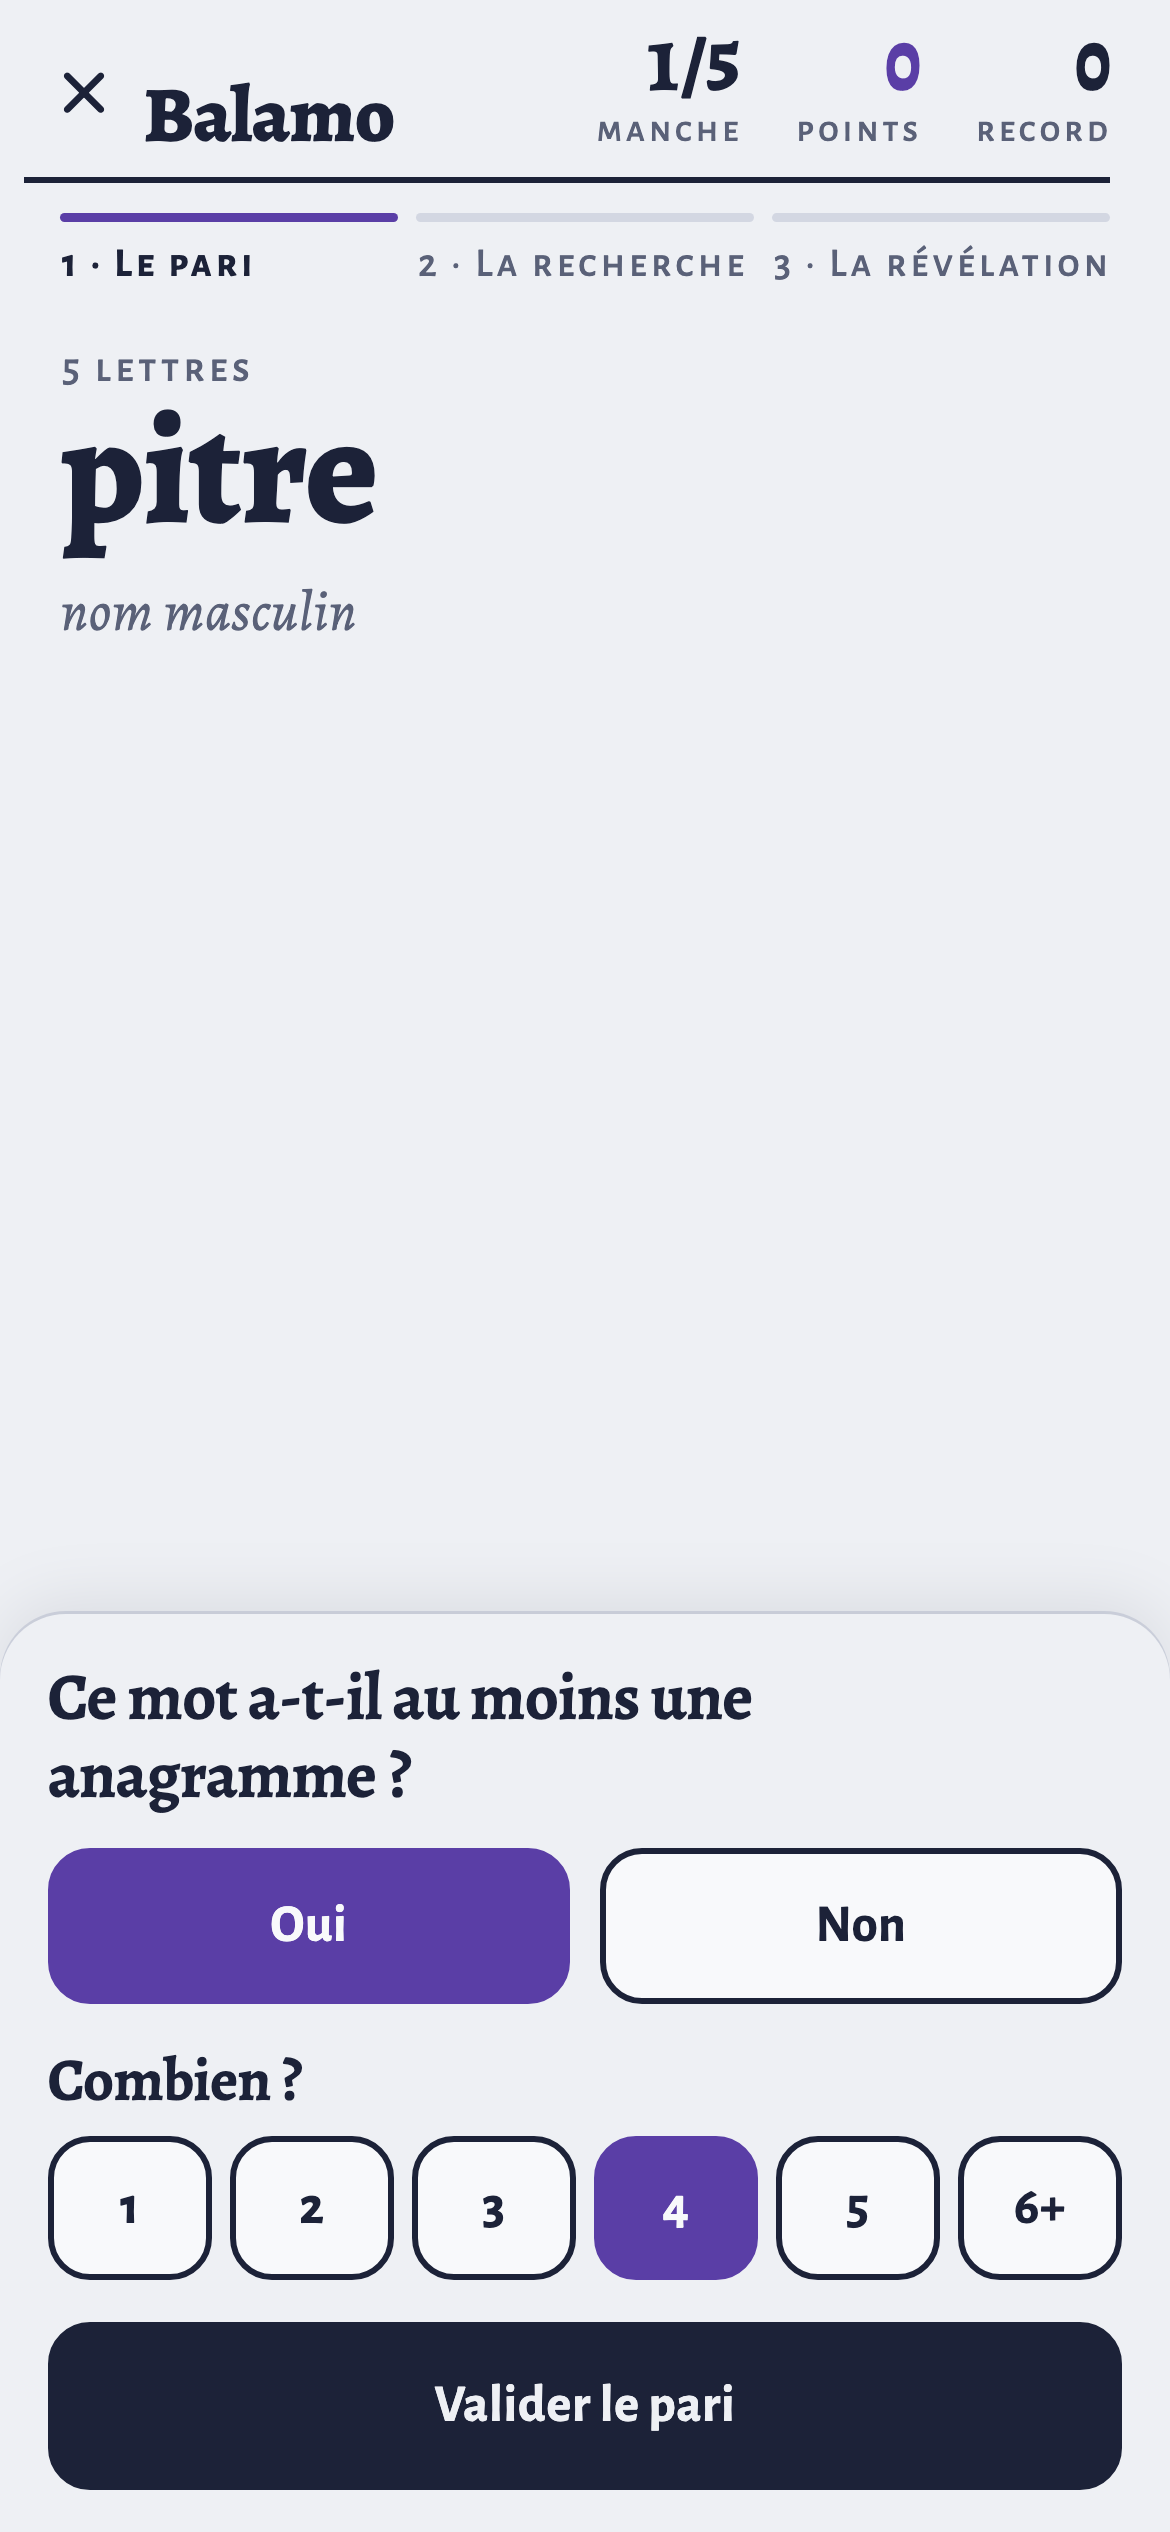 Balamo
1/5
MANCHE
0
POINTS
0
RECORD
1 · Le pari
2 · La recherche
3 · La révélation
5 lettres
pitre
nom masculin
Ce mot a-t-il au moins une
anagramme ?
Oui
Non
Combien ?
1
2
3
4
5
6+
Valider le pari